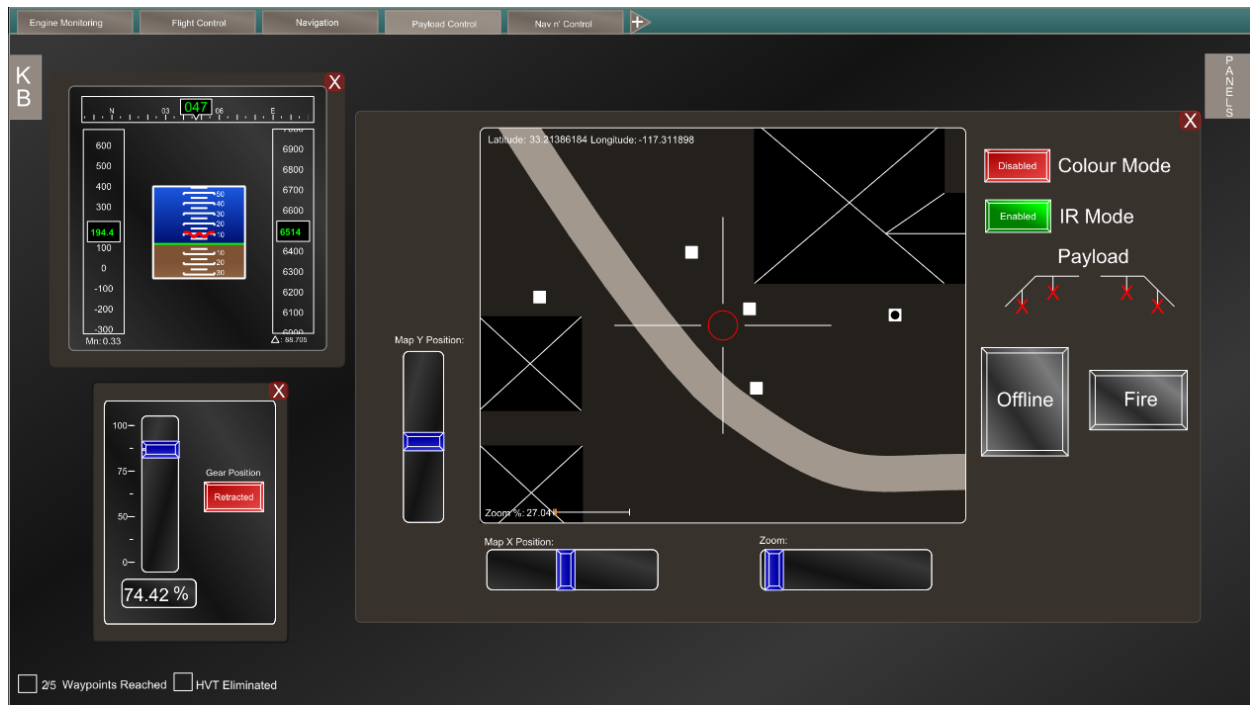 Engine Monitoring
Flight Control
Navigation
Payload Control
Nav n' Control
K
B
P
A
N
E
L
S
X
N 03 06 E
047
600
500
400
300
194.4
100
0
-100
-200
-300
Mn: 0.33
50
40
30
20
10
10
20
30
7000
6900
6800
6700
6600
6514
6400
6300
6200
6100
6000
Δ: 88.705
X
100
75
50
0
Gear Position
Retracted
74.42 %
X
Latitude: 33.21386184 Longitude: -117.311898
Map Y Position:
Zoom %: 27.04
Map X Position:
Zoom:
Disabled Colour Mode
Enabled IR Mode
Payload
X X X X
Offline
Fire
2/5 Waypoints Reached
HVT Eliminated